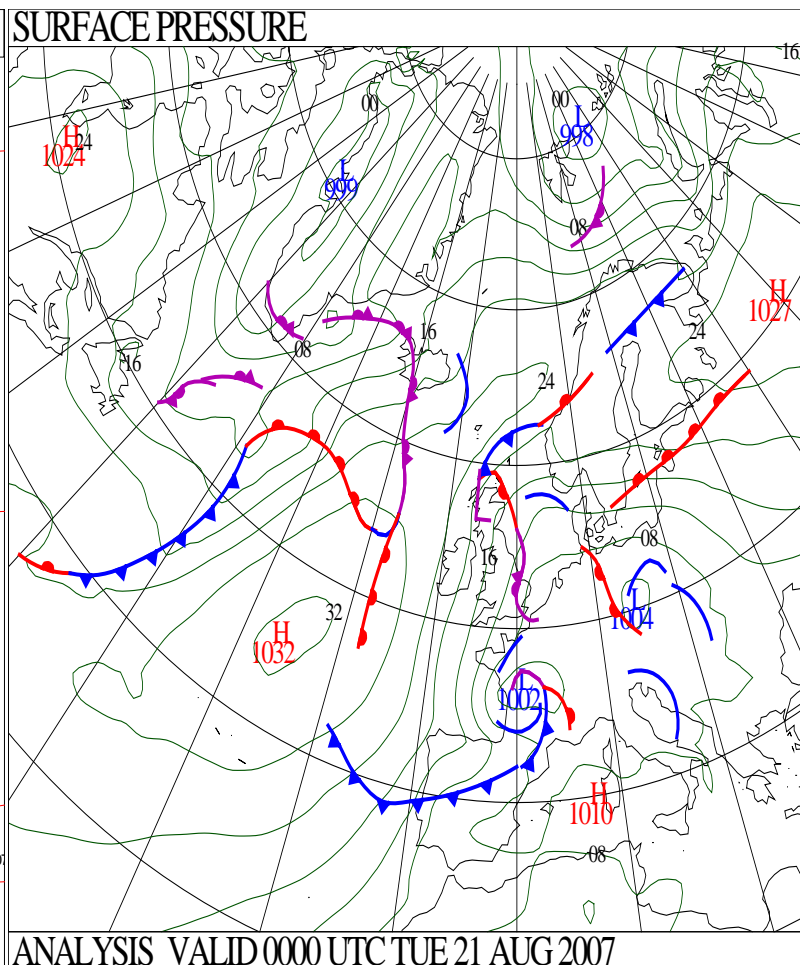 SURFACE PRESSURE
16
00
00
L
998
H 24
1024
L
999
08
H
1027
16
24
16
08
24
08
16
L
1004
32
H
1032
L
1002
H
1010
08
ANALYSIS VALID 0000 UTC TUE 21 AUG 2007